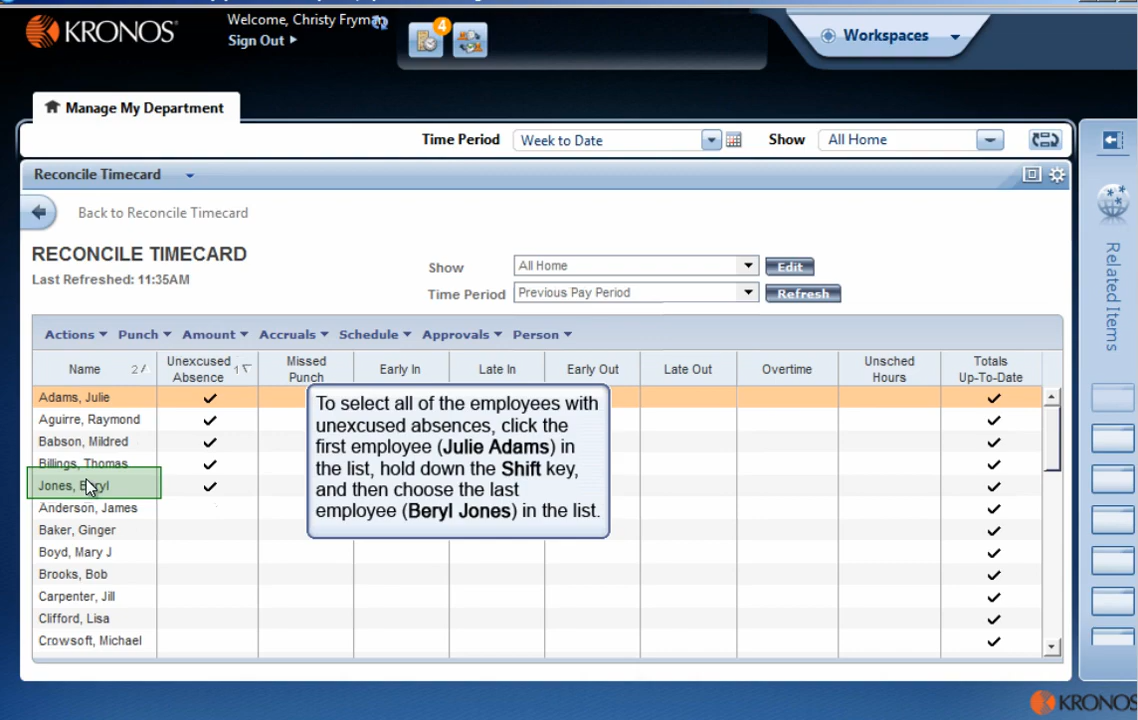 KRONOS
Welcome, Christy Fryman
Sign Out
4
Workspaces
Manage My Department
Time Period Week to Date Show All Home
Reconcile Timecard
Back to Reconcile Timecard
RECONCILE TIMECARD
Last Refreshed: 11:35AM
Show All Home Edit
Time Period Previous Pay Period Refresh
Actions Punch Amount Accruals Schedule Approvals Person
Name 2 Unexcused Absence 1 Missed Punch Early In Late In Early Out Late Out Overtime Unsched Hours Totals Up-To-Date
Adams, Julie
Aguirre, Raymond
Babson, Mildred
Billings, Thomas
Jones, Beryl
Anderson, James
Baker, Ginger
Boyd, Mary J
Brooks, Bob
Carpenter, Jill
Clifford, Lisa
Crowsoft, Michael
To select all of the employees with
unexcused absences, click the
first employee (Julie Adams) in
the list, hold down the Shift key,
and then choose the last
employee (Beryl Jones) in the list.
Related Items
KRONOS